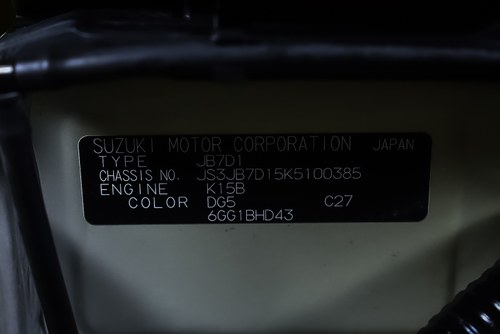 SUZUKI MOTOR CORPORATION JAPAN
TYPE JB7D1
CHASSIS NO. JS3JB7D15K5100385
ENGINE K15B
COLOR DG5 C27
6GG1BHD43